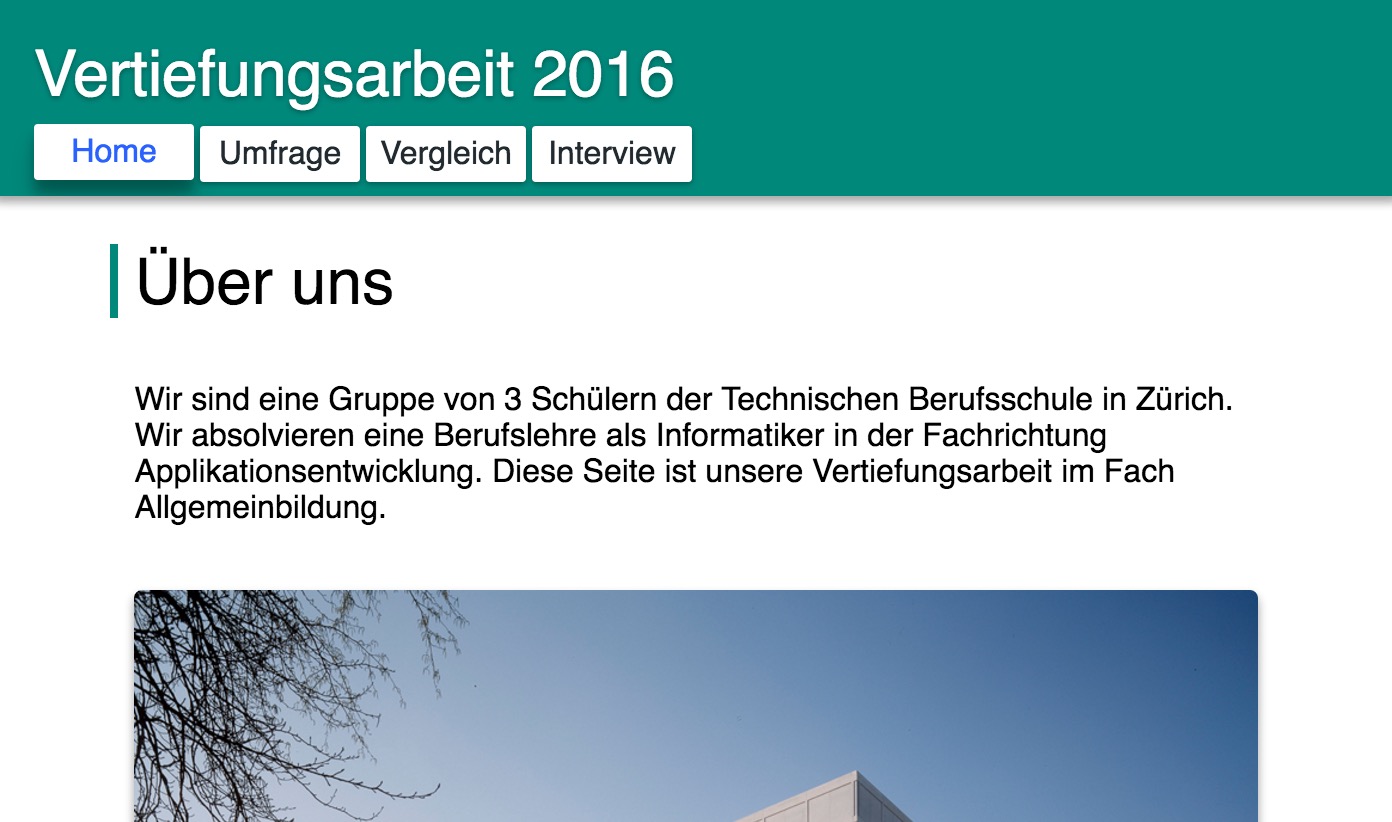 Vertiefungsarbeit 2016
Home Umfrage Vergleich Interview
Über uns
Wir sind eine Gruppe von 3 Schülern der Technischen Berufsschule in Zürich.
Wir absolvieren eine Berufslehre als Informatiker in der Fachrichtung
Applikationsentwicklung. Diese Seite ist unsere Vertiefungsarbeit im Fach
Allgemeinbildung.